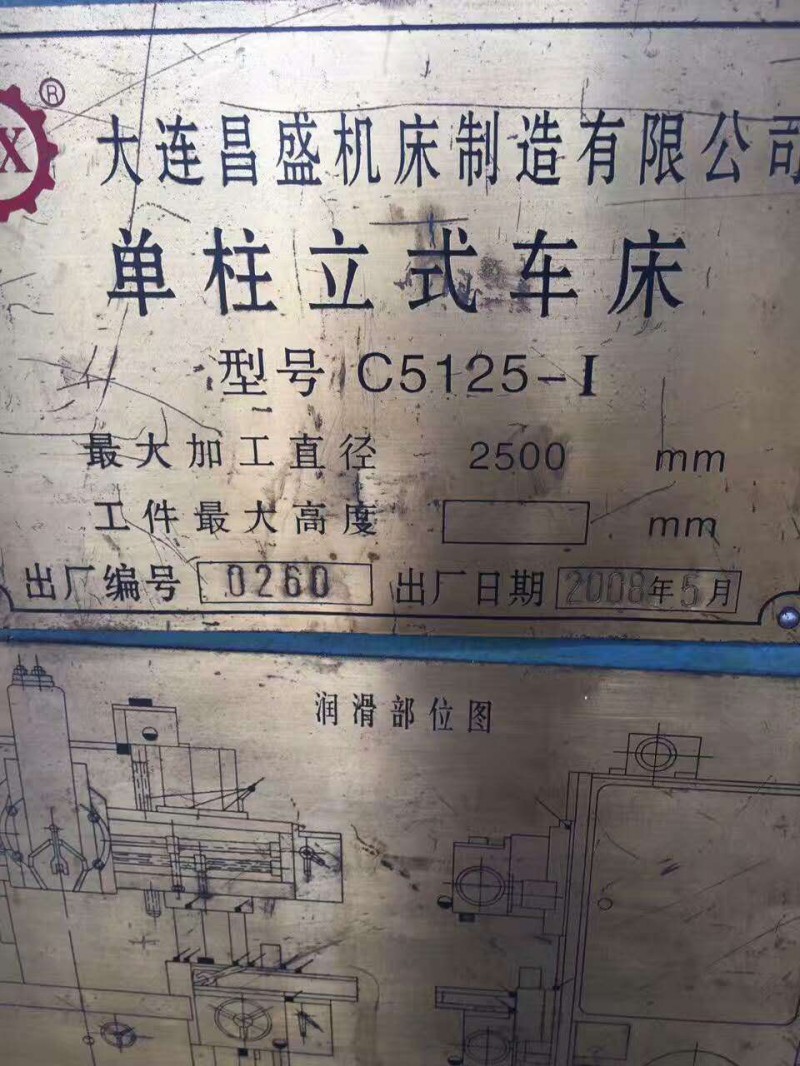 X ®
大连昌盛机床制造有限公司
单柱立式车床
型号 C5125-I
最大加工直径 2500 mm
工件最大高度 mm
出厂编号 0260 出厂日期 2008年5月
润滑部位图